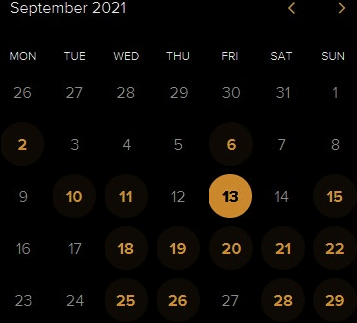 September 2021
MON TUE WED THU FRI SAT SUN
26 27 28 29 30 31 1
2 3 4 5 6 7 8
9 10 11 12 13 14 15
16 17 18 19 20 21 22
23 24 25 26 27 28 29